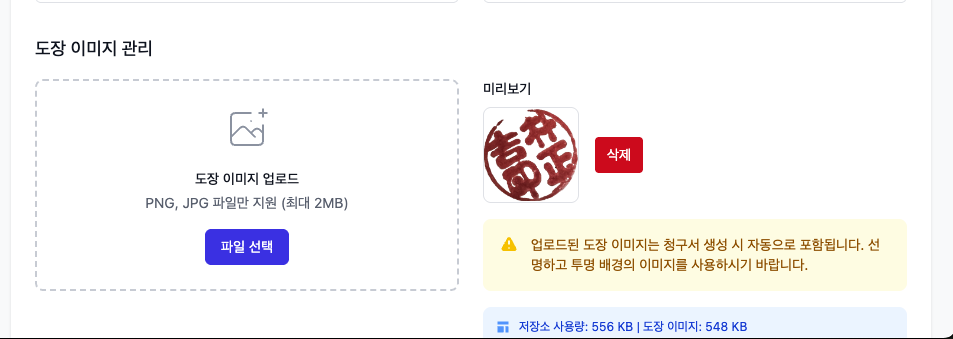 도장 이미지 관리
도장 이미지 업로드
PNG, JPG 파일만 지원 (최대 2MB)
파일 선택
미리보기
삭제
업로드된 도장 이미지는 청구서 생성 시 자동으로 포함됩니다. 선
명하고 투명 배경의 이미지를 사용하시기 바랍니다.
저장소 사용량: 556 KB | 도장 이미지: 548 KB